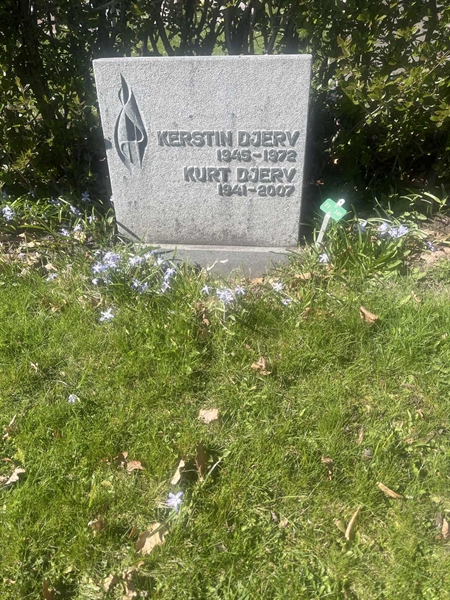 KERSTIN DJERV
1945-1972
KURT DJERV
1941-2007